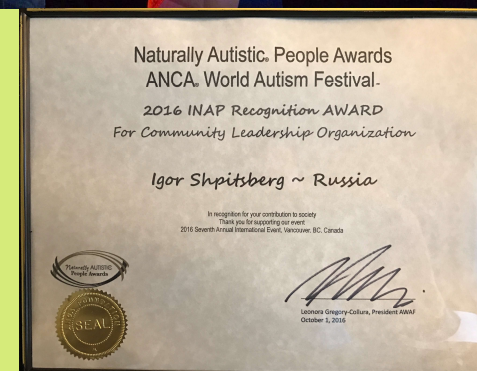 Naturally Autistic® People Awards
ANCA® World Autism Festival™
2016 INAP Recognition AWARD
For Community Leadership Organization
Igor Shpitsberg ~ Russia
In recognition for your contribution to society
Thank you for supporting our event
2016 Seventh Annual International Event, Vancouver, BC. Canada
Naturally AUTISTIC
People Awards
SEAL
Leonora Gregory-Collura, President AWAF
October 1, 2016